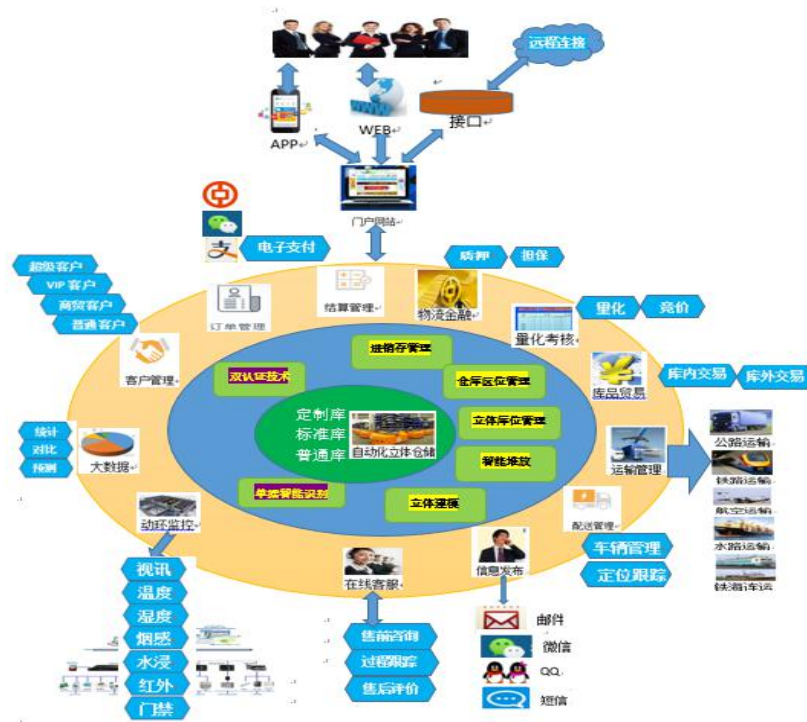 远程连接
APP
WEB
接口
门户网站
电子支付
质押
担保
超级客户
VIP 客户
商贸客户
普通客户
订单管理
结算管理
物流金融
量化考核
量化
竞价
客户管理
双认证技术
进销存管理
仓库区位管理
库品贸易
库内交易
库外交易
统计
对比
预测
大数据
定制库
标准库
普通库
自动化立体仓储
立体库位管理
智能堆放
运输管理
公路运输
铁路运输
航空运输
水路运输
铁海连运
动环监控
单据智能识别
立体建模
配送管理
车辆管理
定位跟踪
在线客服
信息发布
视讯
温度
湿度
烟感
水浸
红外
门禁
售前咨询
过程跟踪
售后评价
邮件
微信
QQ
短信